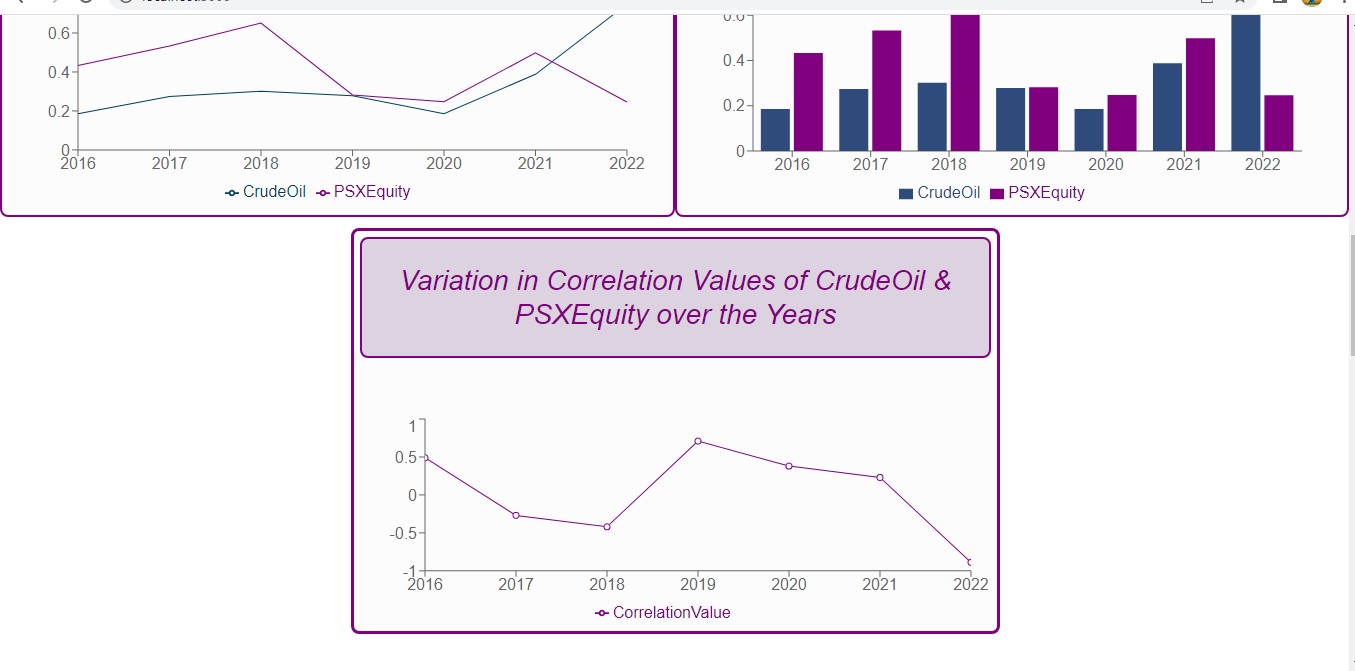 0.6
0.4
0.2
0
2016 2017 2018 2019 2020 2021 2022
CrudeOil PSXEquity
0.6
0.4
0.2
0
2016 2017 2018 2019 2020 2021 2022
CrudeOil PSXEquity
Variation in Correlation Values of CrudeOil &
PSXEquity over the Years
1
0.5
0
-0.5
-1
2016 2017 2018 2019 2020 2021 2022
CorrelationValue